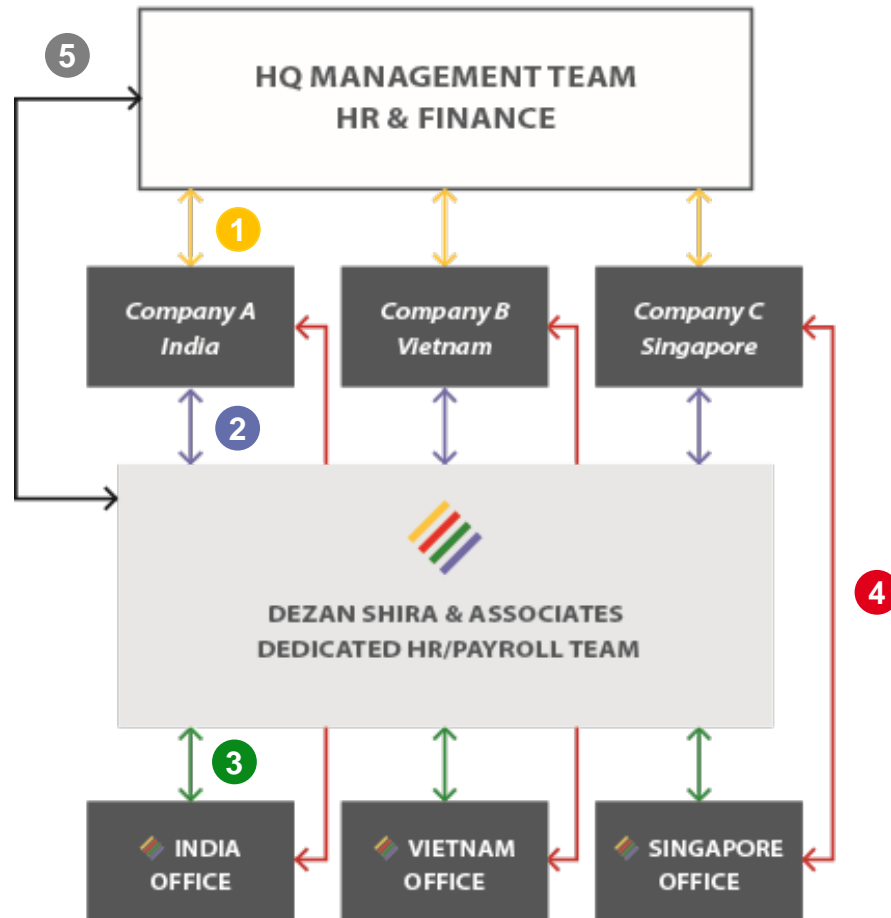 5
HQ MANAGEMENT TEAM
HR & FINANCE
1
Company A
India
Company B
Vietnam
Company C
Singapore
2
DEZAN SHIRA & ASSOCIATES
DEDICATED HR/PAYROLL TEAM
4
3
INDIA
OFFICE
VIETNAM
OFFICE
SINGAPORE
OFFICE